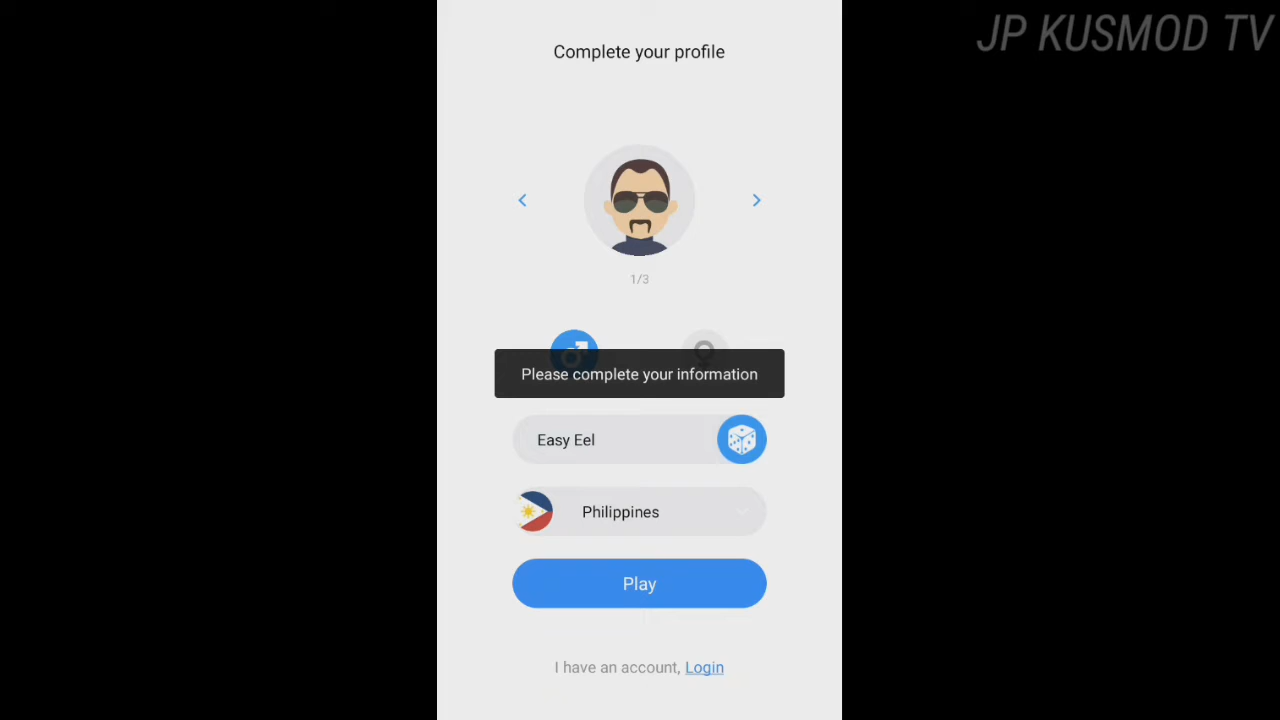 JP KUSMOD TV
Complete your profile
1/3
Please complete your information
Easy Eel
Philippines
Play
I have an account, Login